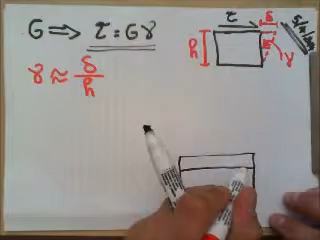 G ⇒ τ = Gγ
γ ≈ δ/h
τ
δ
h
γ